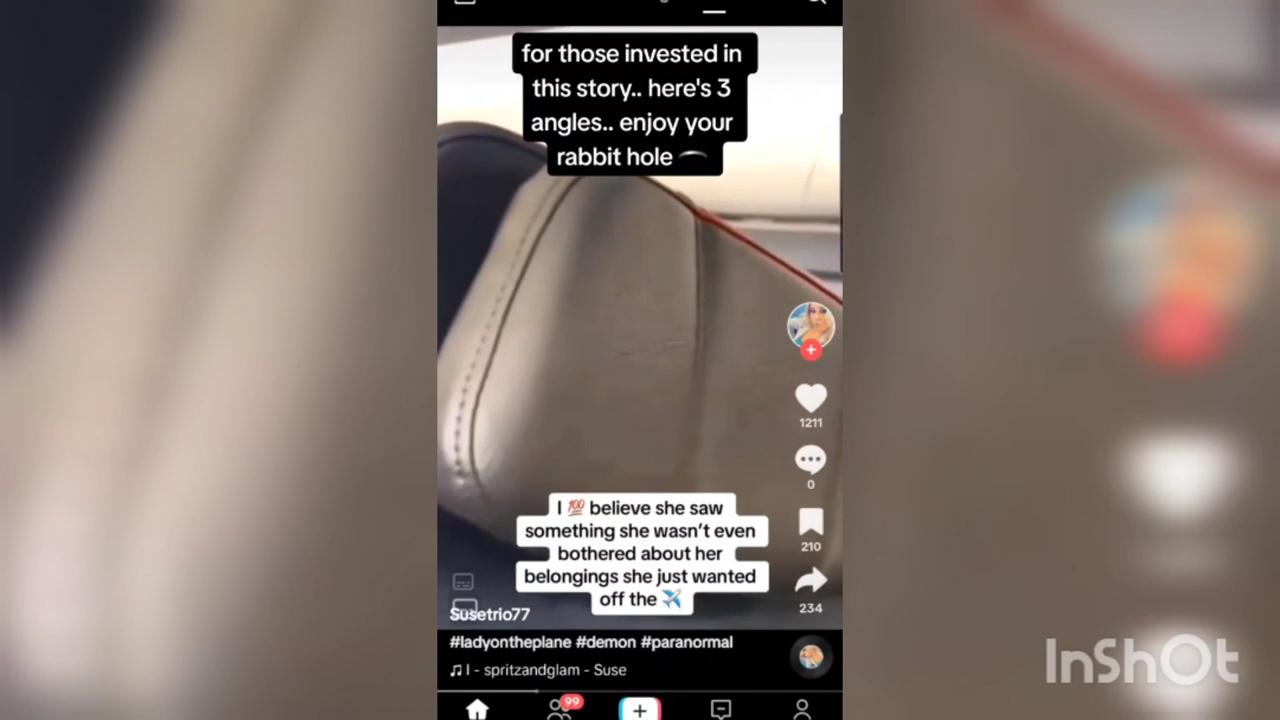 for those invested in
this story.. here's 3
angles.. enjoy your
rabbit hole
1211
0
210
234
I 💯 believe she saw
something she wasn't even
bothered about her
belongings she just wanted
off the ✈️
Susetrio77
#ladyontheplane #demon #paranormal
I - spritzandglam - Suse
99
InShOt